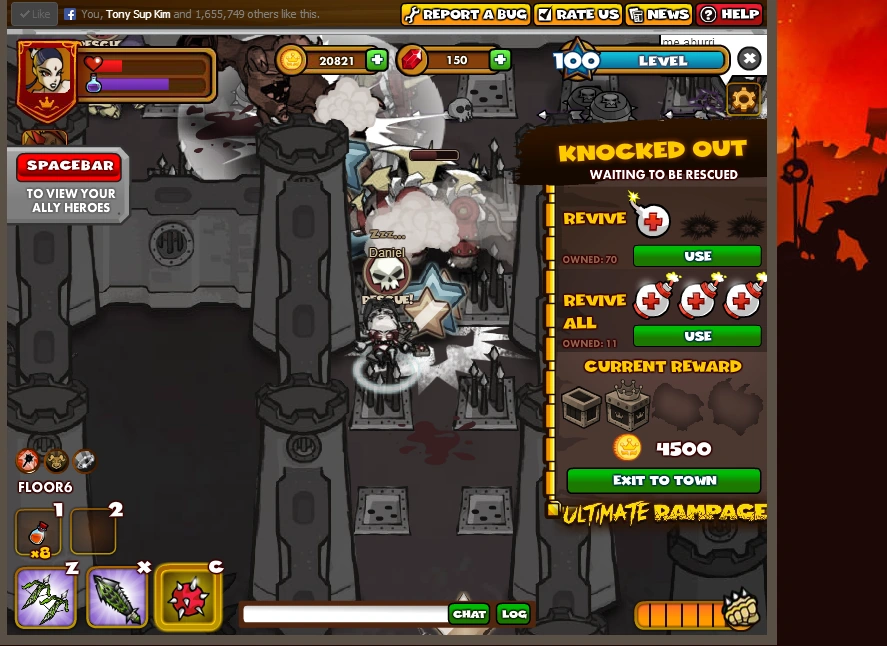 Like
You, Tony Sup Kim and 1,655,749 others like this.
REPORT A BUG
RATE US
NEWS
HELP
me aburri
20821
150
100 LEVEL
SPACEBAR
TO VIEW YOUR
ALLY HEROES
KNOCKED OUT
WAITING TO BE RESCUED
REVIVE
OWNED: 70
USE
REVIVE
ALL
OWNED: 11
USE
CURRENT REWARD
4500
EXIT TO TOWN
ULTIMATE RAMPAGE
Zzz...
Daniel
RESCUE!
FLOOR6
1
2
x8
Z
X
C
CHAT
LOG